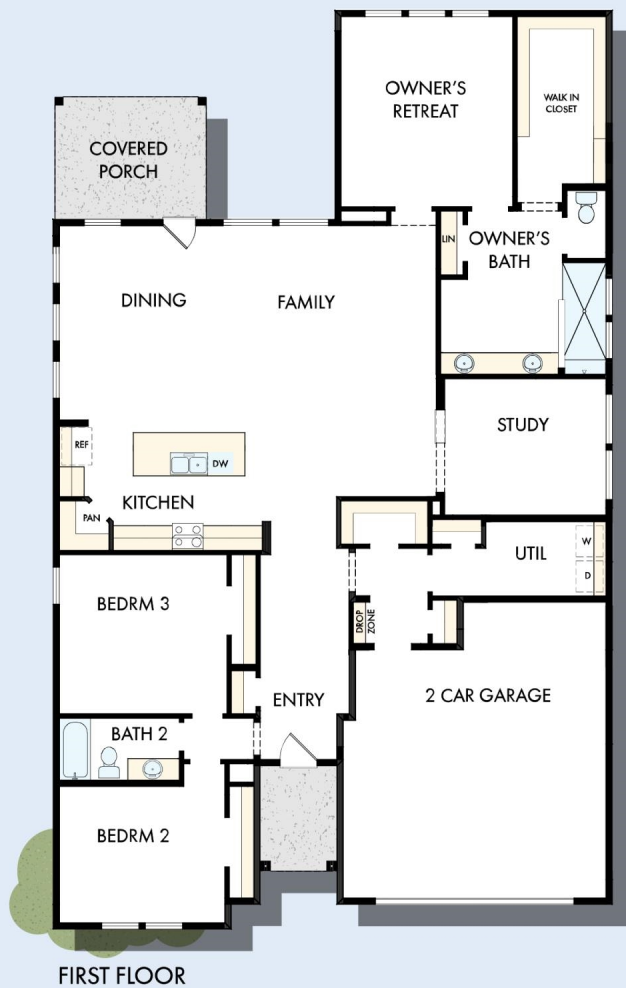 OWNER'S
RETREAT
WALK IN
CLOSET
COVERED
PORCH
LIN
OWNER'S
BATH
DINING
FAMILY
STUDY
REF
DW
KITCHEN
PAN
UTIL
W
D
BEDRM 3
DROP
ZONE
ENTRY
2 CAR GARAGE
BATH 2
BEDRM 2
FIRST FLOOR